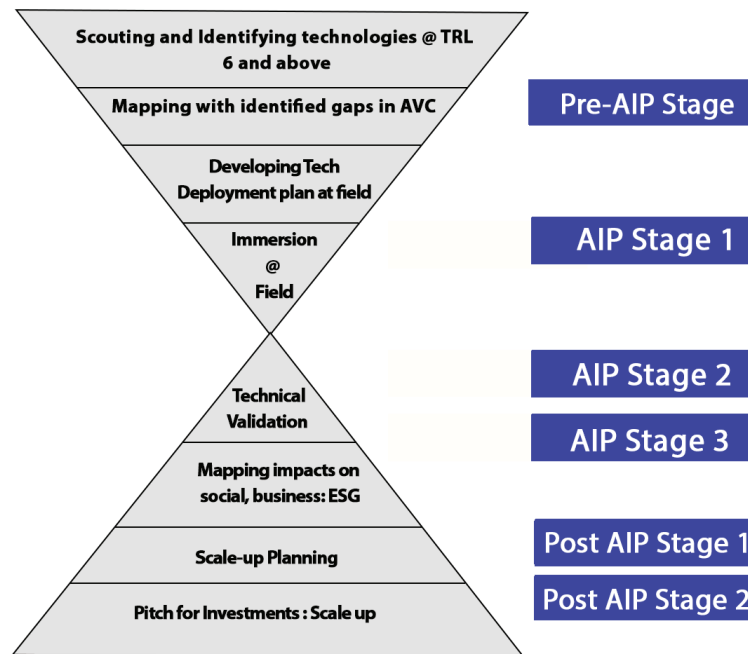 Scouting and Identifying technologies @ TRL
6 and above
Mapping with identified gaps in AVC
Pre-AIP Stage
Developing Tech
Deployment plan at field
Immersion
@
Field
AIP Stage 1
Technical
Validation
AIP Stage 2
AIP Stage 3
Mapping impacts on
social, business: ESG
Scale-up Planning
Post AIP Stage 1
Pitch for Investments : Scale up
Post AIP Stage 2